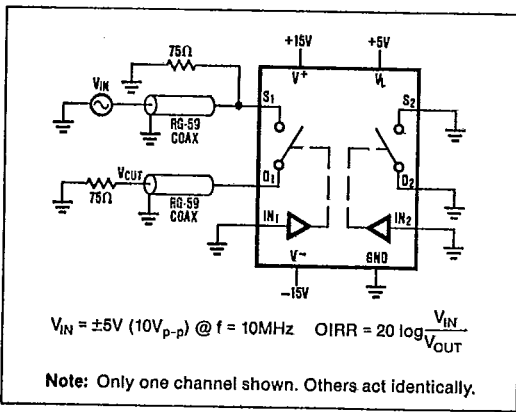 +15V
+5V
75Ω
V+
VL
VIN
S1
S2
RG-59
COAX
VOUT
D1
D2
75Ω
RG-59
COAX
IN1
IN2
V−
GND
−15V
VIN = ±5V (10Vp-p) @ f = 10MHz OIRR = 20 log VIN/VOUT
Note: Only one channel shown. Others act identically.